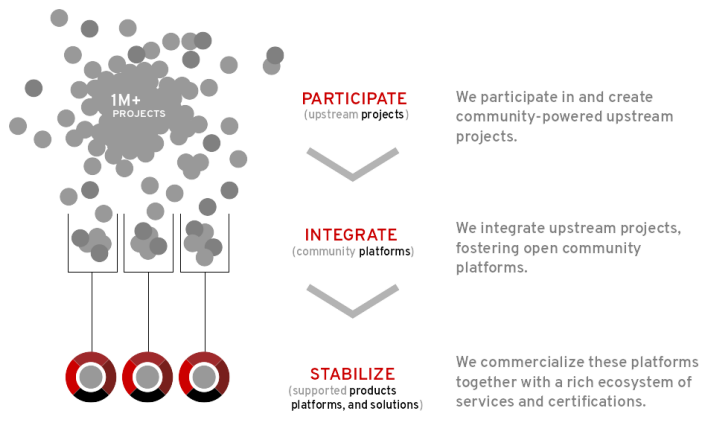 1M+
PROJECTS
PARTICIPATE
(upstream projects)
We participate in and create
community-powered upstream
projects.
INTEGRATE
(community platforms)
We integrate upstream projects,
fostering open community
platforms.
STABILIZE
(supported products
platforms, and solutions)
We commercialize these platforms
together with a rich ecosystem of
services and certifications.